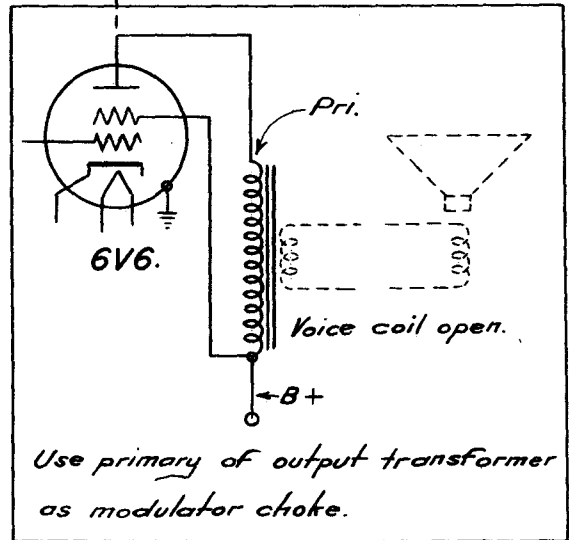 Pri.
6V6.
Voice coil open.
B+
Use primary of output transformer
as modulator choke.